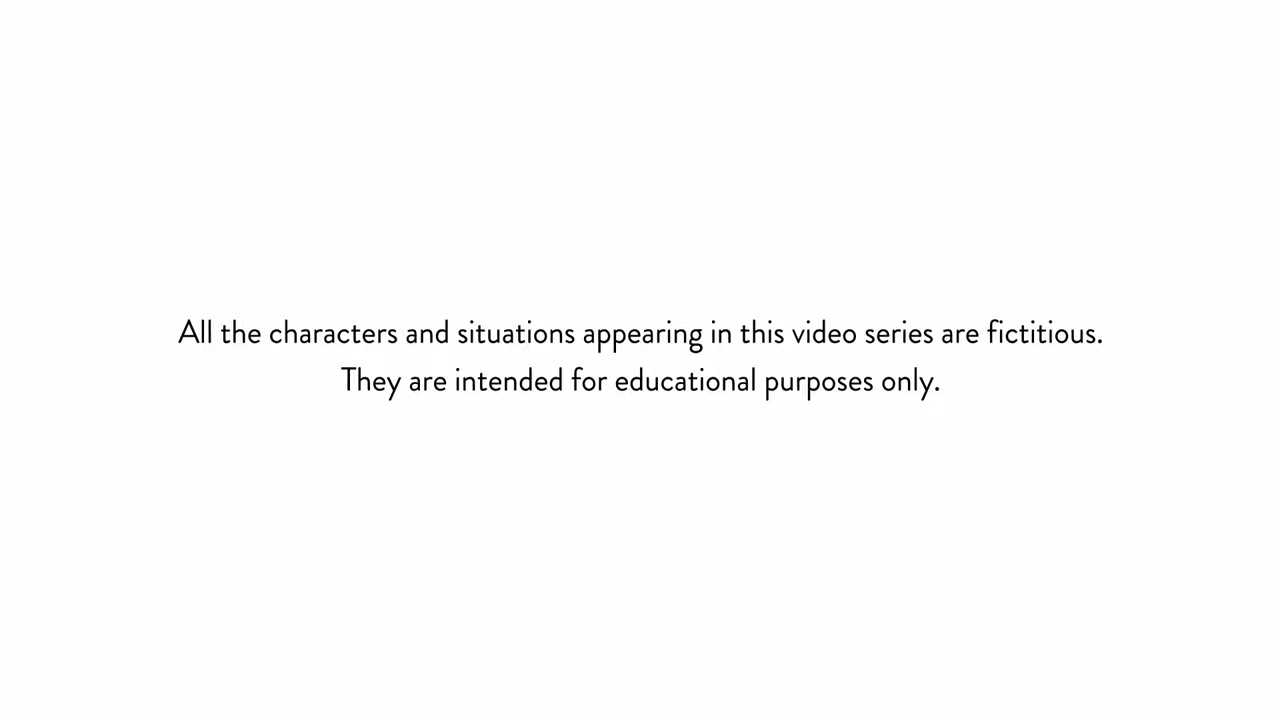 All the characters and situations appearing in this video series are fictitious.
They are intended for educational purposes only.